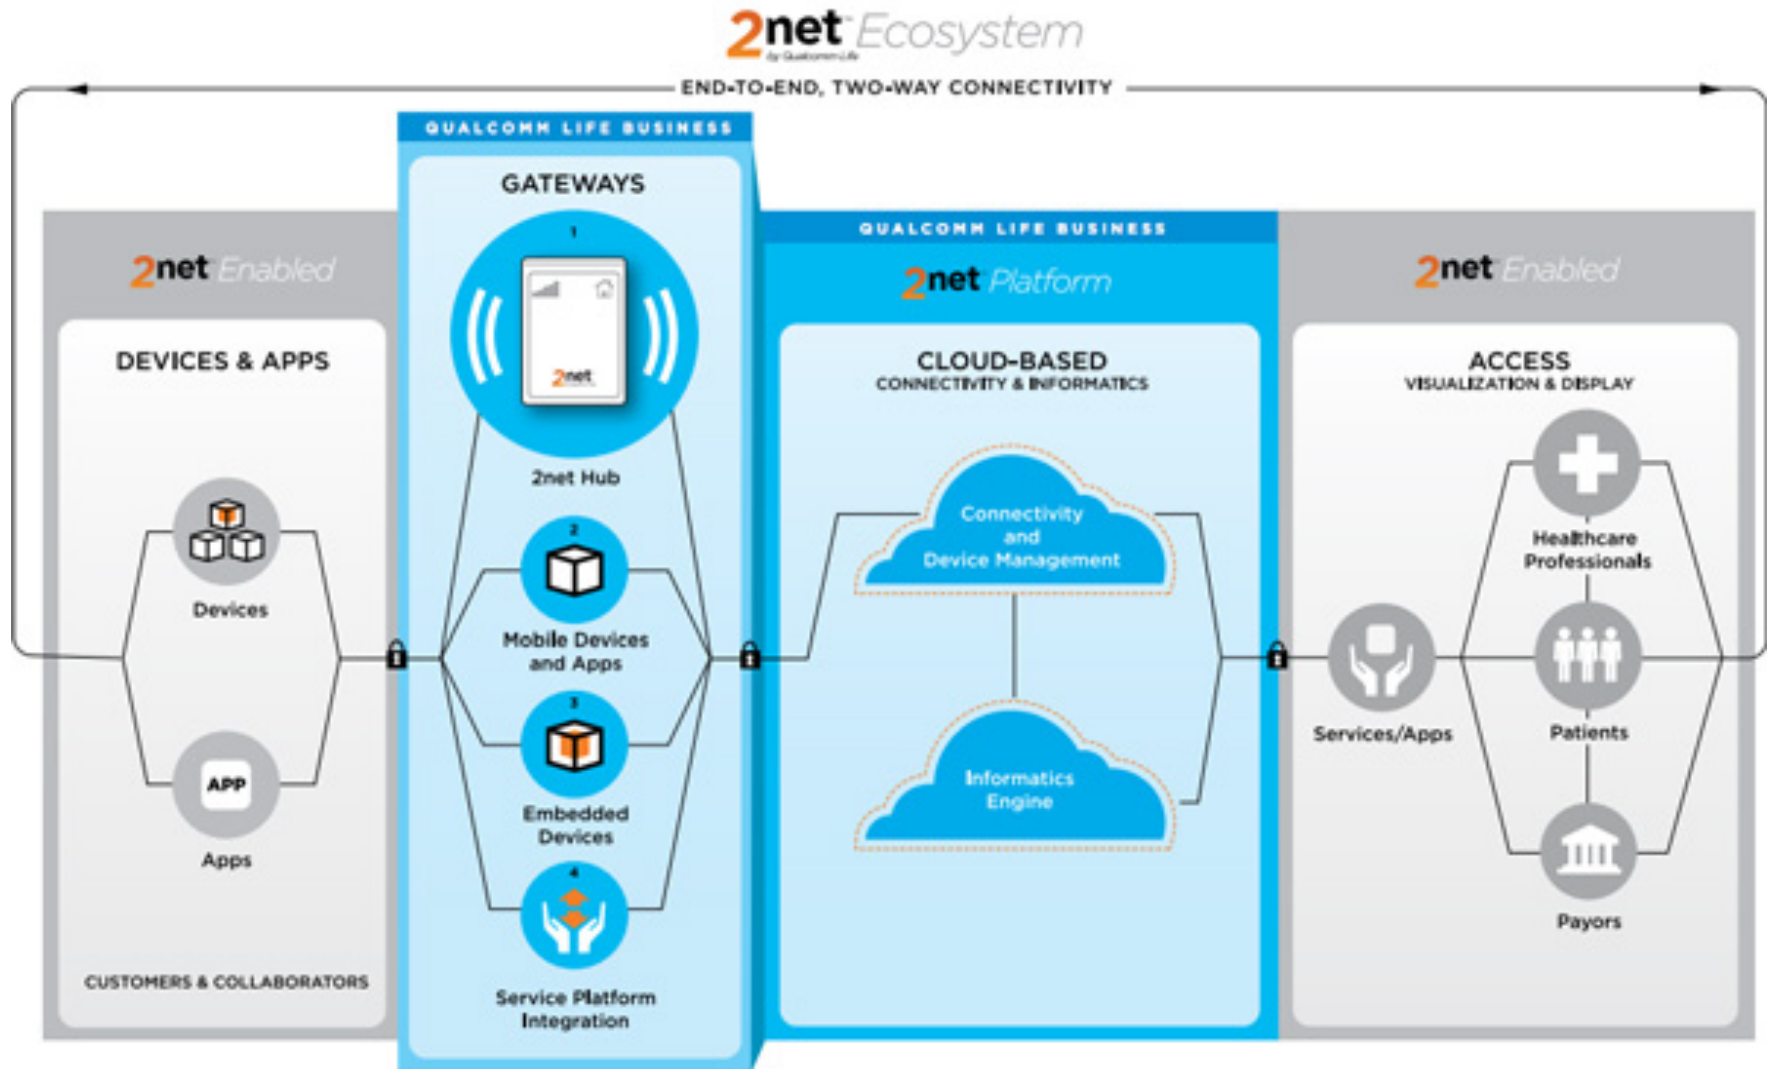 2net Ecosystem
by Qualcomm Life
END-TO-END, TWO-WAY CONNECTIVITY
QUALCOMM LIFE BUSINESS
GATEWAYS
1
2net
2net Hub
2
Mobile Devices
and Apps
3
Embedded
Devices
4
Service Platform
Integration
2net Enabled
DEVICES & APPS
Devices
APP
Apps
CUSTOMERS & COLLABORATORS
QUALCOMM LIFE BUSINESS
2net Platform
CLOUD-BASED
CONNECTIVITY & INFORMATICS
Connectivity
and
Device Management
Informatics
Engine
2net Enabled
ACCESS
VISUALIZATION & DISPLAY
Healthcare
Professionals
Services/Apps
Patients
Payors